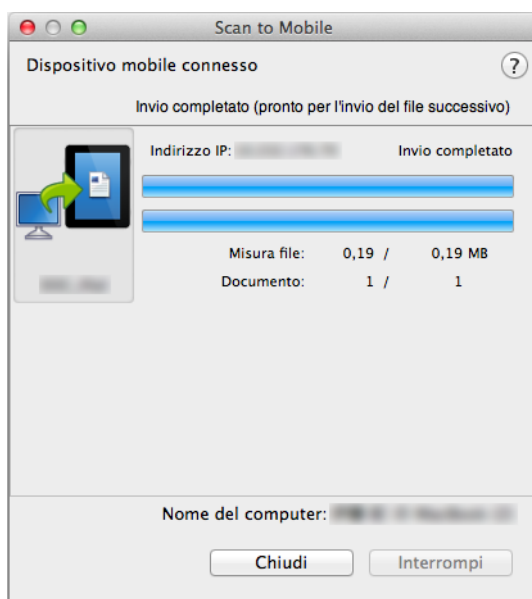 Scan to Mobile
Dispositivo mobile connesso ?
Invio completato (pronto per l'invio del file successivo)
Indirizzo IP: Invio completato
Misura file: 0,19 / 0,19 MB
Documento: 1 / 1
Nome del computer:
Chiudi Interrompi